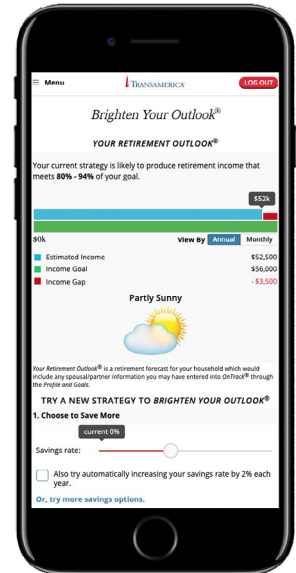 Menu
TRANSAMERICA®
LOG OUT
Brighten Your Outlook®
YOUR RETIREMENT OUTLOOK®
Your current strategy is likely to produce retirement income that
meets 80% - 94% of your goal.
$52k
$0k
View By Annual Monthly
Estimated Income $52,500
Income Goal $56,000
Income Gap - $3,500
Partly Sunny
Your Retirement Outlook® is a retirement forecast for your household which would
include any spousal/partner information you may have entered into OnTrack® through
the Profile and Goals.
TRY A NEW STRATEGY TO BRIGHTEN YOUR OUTLOOK®
1. Choose to Save More
current 0%
Savings rate:
Also try automatically increasing your savings rate by 2% each
year.
Or, try more savings options.